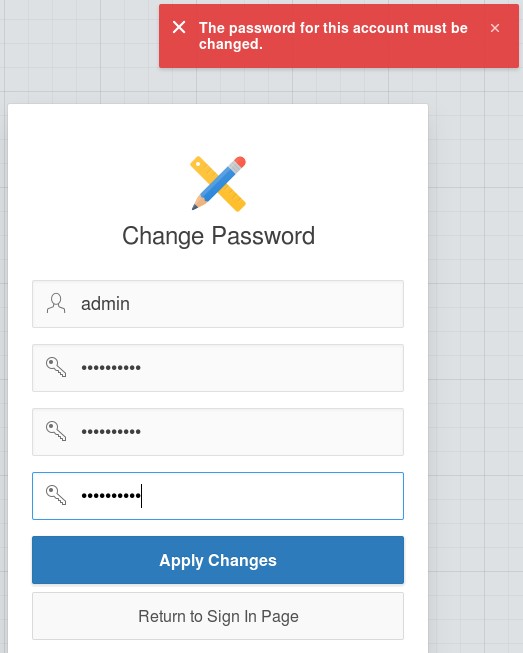 The password for this account must be
changed.
Change Password
admin
••••••••••
••••••••••
••••••••••
Apply Changes
Return to Sign In Page